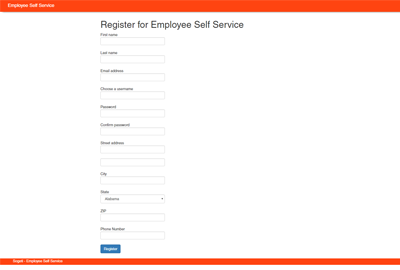 Employee Self Service
Register for Employee Self Service
First name
Last name
Email address
Choose a username
Password
Confirm password
Street address
City
State
Alabama
ZIP
Phone Number
Register
- Employee Self Service